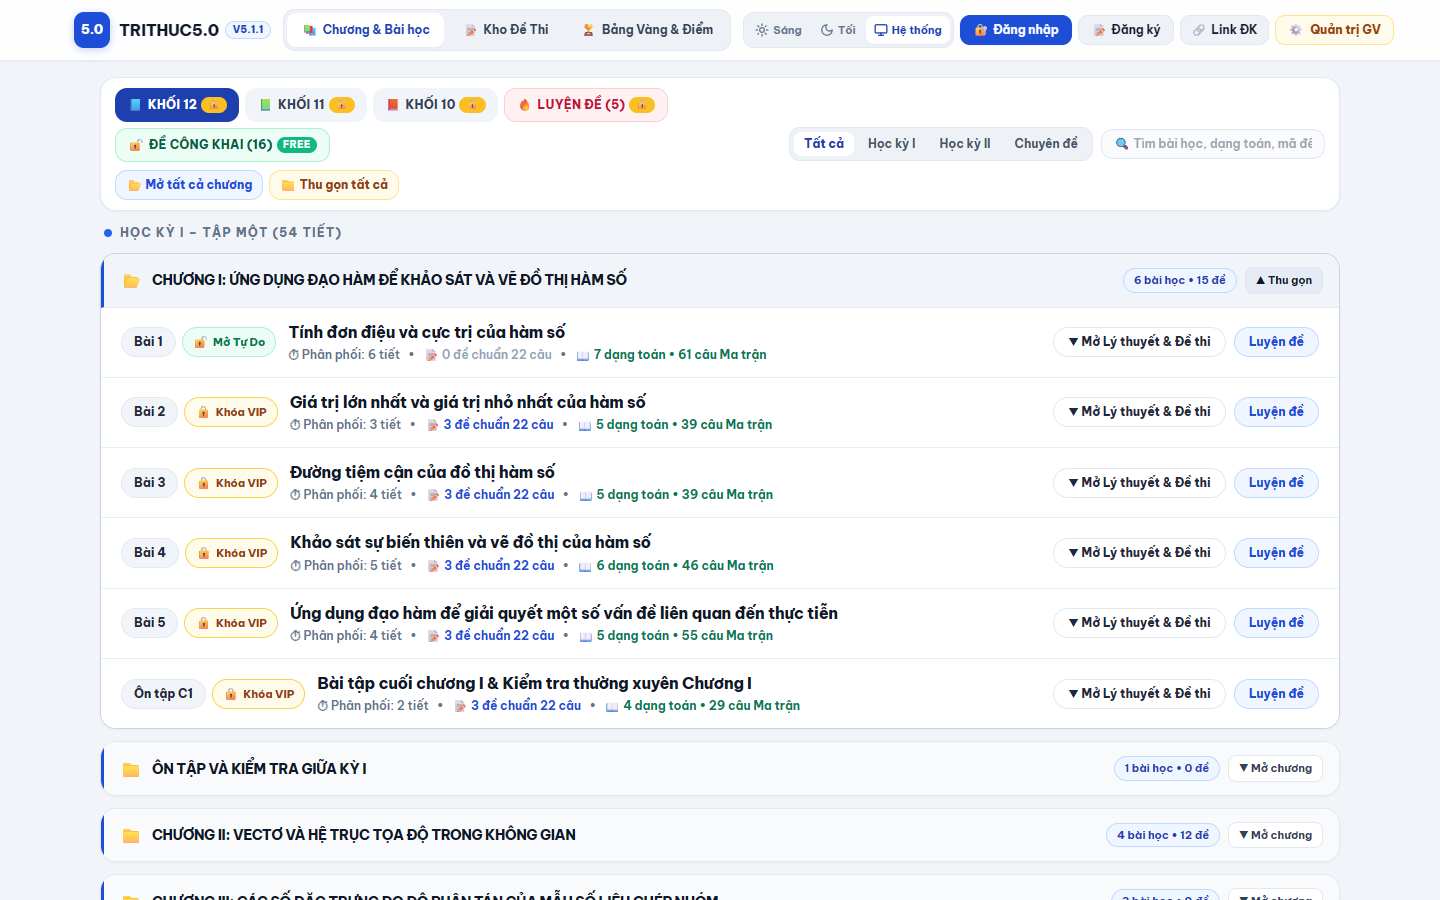 5.0 TRITHUC5.0 V5.1.1 Chương & Bài học Kho Đề Thi Bảng Vàng & Điểm Sáng Tối Hệ thống Đăng nhập Đăng ký Link ĐK Quản trị GV
KHỐI 12 KHỐI 11 KHỐI 10 LUYỆN ĐỀ (5)
ĐỀ CÔNG KHAI (16) FREE Tất cả Học kỳ I Học kỳ II Chuyên đề Tìm bài học, dạng toán, mã đề
Mở tất cả chương Thu gọn tất cả
HỌC KỲ I – TẬP MỘT (54 TIẾT)
CHƯƠNG I: ỨNG DỤNG ĐẠO HÀM ĐỂ KHẢO SÁT VÀ VẼ ĐỒ THỊ HÀM SỐ 6 bài học • 15 đề ▲ Thu gọn
Bài 1 Mở Tự Do Tính đơn điệu và cực trị của hàm số ▼ Mở Lý thuyết & Đề thi Luyện đề
Phân phối: 6 tiết • 0 đề chuẩn 22 câu • 7 dạng toán • 61 câu Ma trận
Bài 2 Khóa VIP Giá trị lớn nhất và giá trị nhỏ nhất của hàm số ▼ Mở Lý thuyết & Đề thi Luyện đề
Phân phối: 3 tiết • 3 đề chuẩn 22 câu • 5 dạng toán • 39 câu Ma trận
Bài 3 Khóa VIP Đường tiệm cận của đồ thị hàm số ▼ Mở Lý thuyết & Đề thi Luyện đề
Phân phối: 4 tiết • 3 đề chuẩn 22 câu • 5 dạng toán • 39 câu Ma trận
Bài 4 Khóa VIP Khảo sát sự biến thiên và vẽ đồ thị của hàm số ▼ Mở Lý thuyết & Đề thi Luyện đề
Phân phối: 5 tiết • 3 đề chuẩn 22 câu • 6 dạng toán • 46 câu Ma trận
Bài 5 Khóa VIP Ứng dụng đạo hàm để giải quyết một số vấn đề liên quan đến thực tiễn ▼ Mở Lý thuyết & Đề thi Luyện đề
Phân phối: 4 tiết • 3 đề chuẩn 22 câu • 5 dạng toán • 55 câu Ma trận
Ôn tập C1 Khóa VIP Bài tập cuối chương I & Kiểm tra thường xuyên Chương I ▼ Mở Lý thuyết & Đề thi Luyện đề
Phân phối: 2 tiết • 3 đề chuẩn 22 câu • 4 dạng toán • 29 câu Ma trận
ÔN TẬP VÀ KIỂM TRA GIỮA KỲ I 1 bài học • 0 đề ▼ Mở chương
CHƯƠNG II: VECTƠ VÀ HỆ TRỤC TỌA ĐỘ TRONG KHÔNG GIAN 4 bài học • 12 đề ▼ Mở chương
CHƯƠNG III: CÁC SỐ ĐẶC TRƯNG ĐO ĐỘ PHÂN TÁN CỦA MẪU SỐ LIỆU GHÉP NHÓM ▼ Mở chương